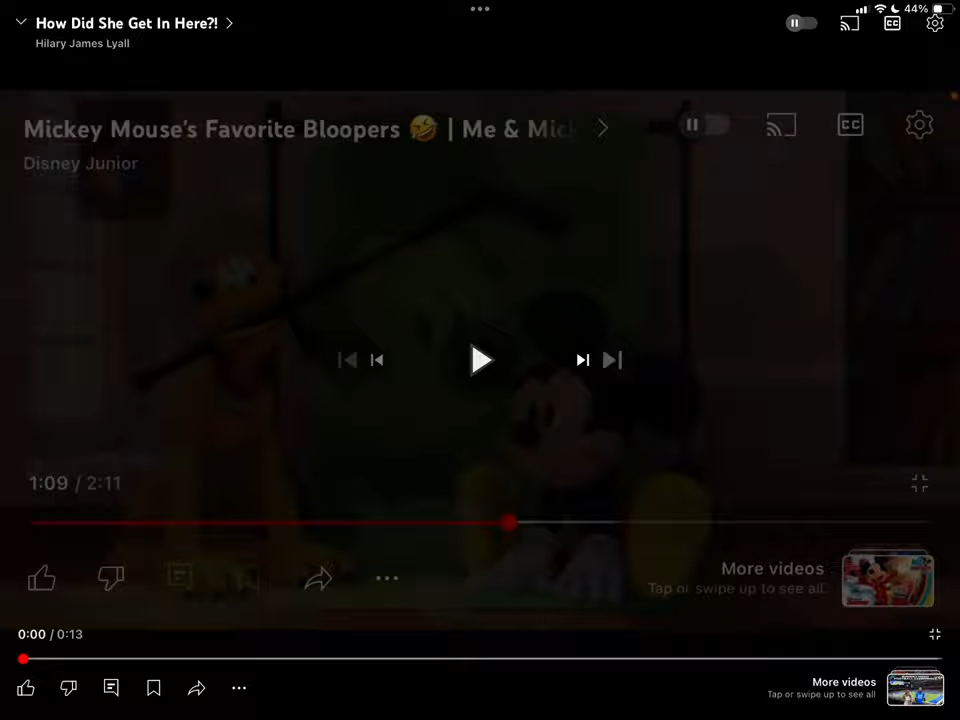 How Did She Get In Here?!
44%
Hilary James Lyall
CC
Mickey Mouse's Favorite Bloopers 🤣 | Me & Mic
CC
Disney Junior
1:09 / 2:11
More videos
Tap or swipe up to see all
0:00 / 0:13
More videos
Tap or swipe up to see all